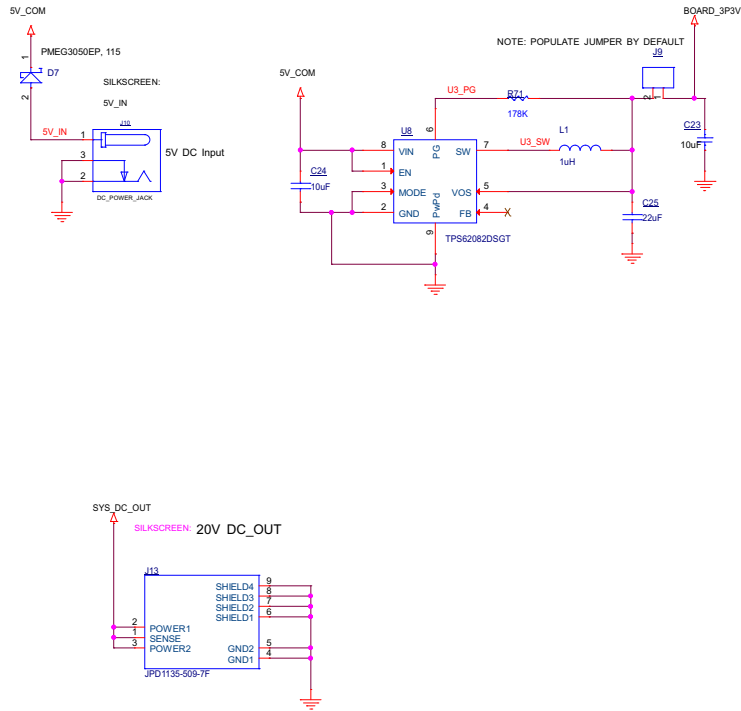 5V_COM
BOARD_3P3V
PMEG3050EP, 115
NOTE: POPULATE JUMPER BY DEFAULT
J9
1
D7
2
SILKSCREEN:
5V_IN
5V_COM
U3_PG
R71
178K
2
1
5V_IN
J10
1
3
2
5V DC Input
DC_POWER_JACK
C23
10uF
U8
6
PG
8
VIN
SW
7
U3_SW
L1
1uH
1
EN
C24
10uF
3
MODE
VOS
5
2
GND
PwPd
FB
4
X
9
TPS62082DSGT
C25
22uF
SYS_DC_OUT
SILKSCREEN: 20V DC_OUT
J13
SHIELD4
9
SHIELD3
8
SHIELD2
7
SHIELD1
6
2
POWER1
1
SENSE
3
POWER2
GND2
5
GND1
4
JPD1135-509-7F